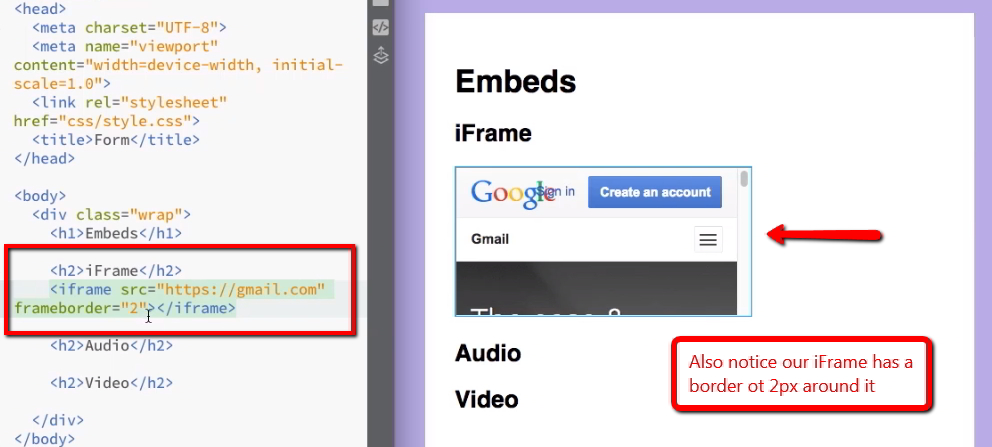 <head>
<meta charset="UTF-8">
<meta name="viewport"
content="width=device-width, initial-
scale=1.0">
<link rel="stylesheet"
href="css/style.css">
<title>Form</title>
</head>
<body>
<div class="wrap">
<h1>Embeds</h1>
<h2>iFrame</h2>
<iframe src="https://gmail.com"
frameborder="2"></iframe>
<h2>Audio</h2>
<h2>Video</h2>
</div>
</body>
Embeds
iFrame
Google Sign in Create an account
Gmail
Audio
Video
Also notice our iFrame has a
border ot 2px around it